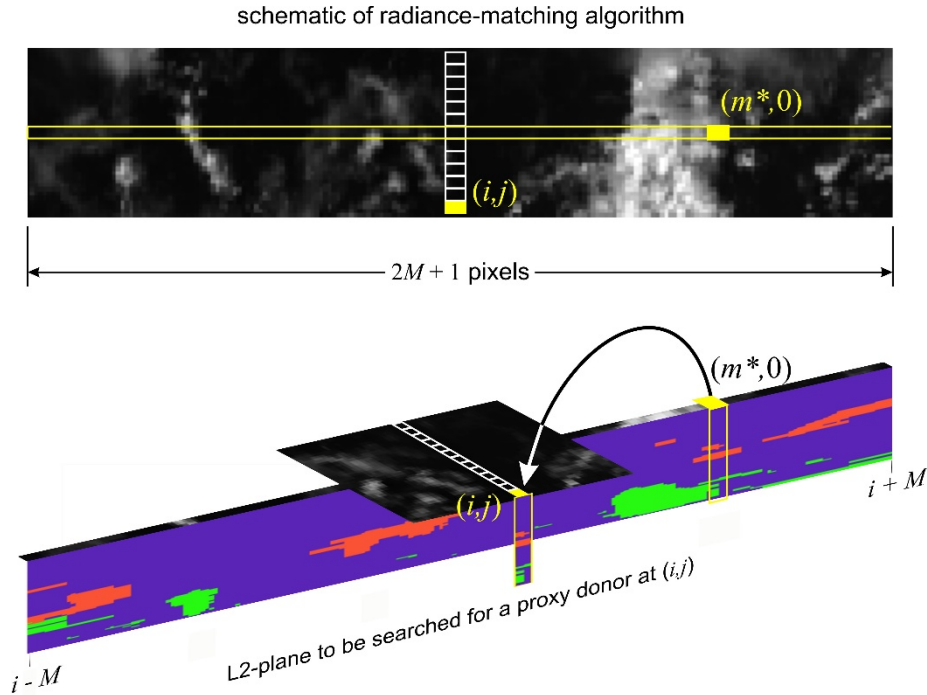 schematic of radiance-matching algorithm
(m*,0)
(i,j)
2M + 1 pixels
(m*,0)
(i,j)
i + M
L2-plane to be searched for a proxy donor at (i,j)
i - M